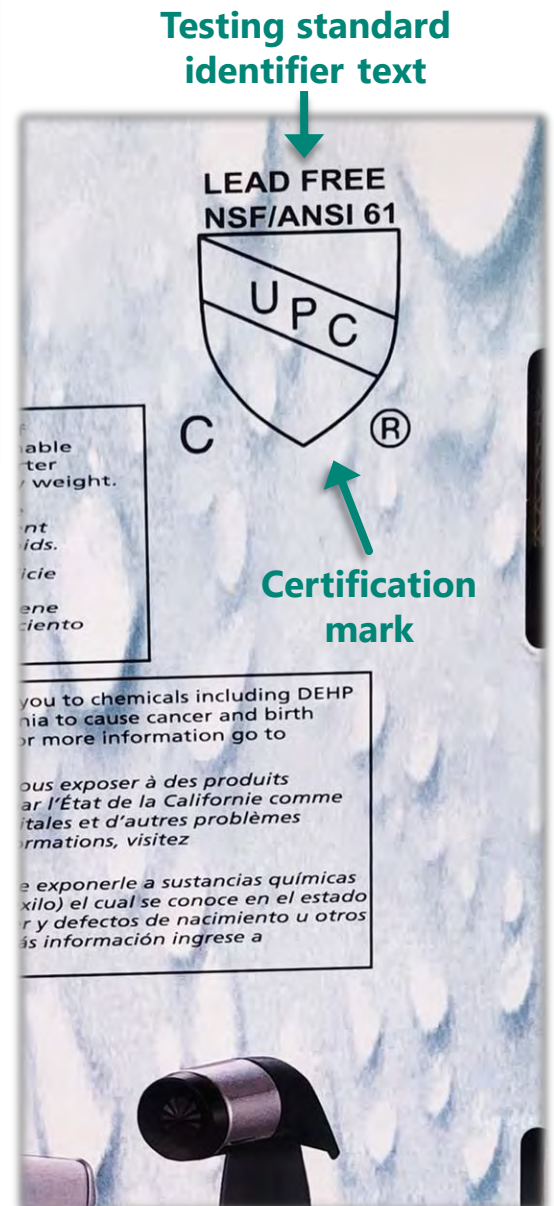 Testing standard
identifier text
LEAD FREE
NSF/ANSI 61
UPC
C ®
able
ter
weight.
nt
ids.
icie
ene
ciento
Certification
mark
you to chemicals including DEHP
nia to cause cancer and birth
or more information go to
ous exposer à des produits
ar l'État de la Californie comme
itales et d'autres problèmes
rmations, visitez
e exponerle a sustancias químicas
xilo) el cual se conoce en el estado
r y defectos de nacimiento u otros
ás información ingrese a